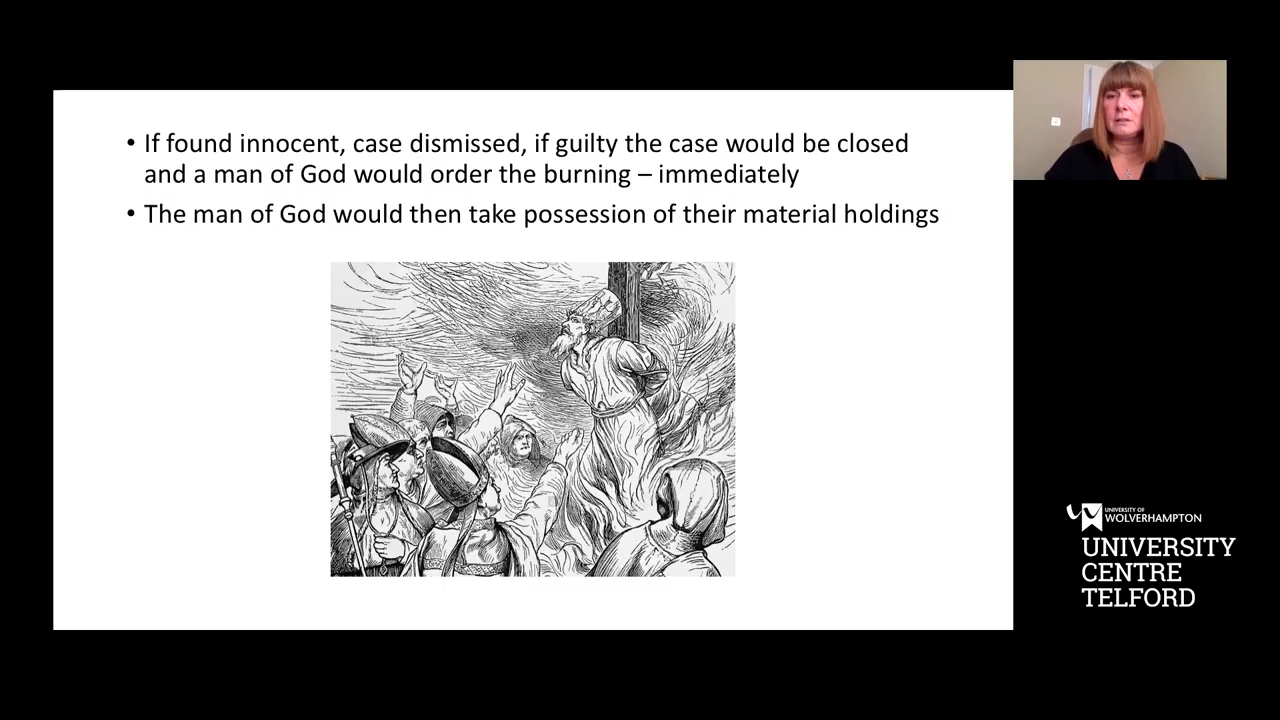 • If found innocent, case dismissed, if guilty the case would be closed
and a man of God would order the burning – immediately
• The man of God would then take possession of their material holdings
UNIVERSITY OF
WOLVERHAMPTON
UNIVERSITY
CENTRE
TELFORD